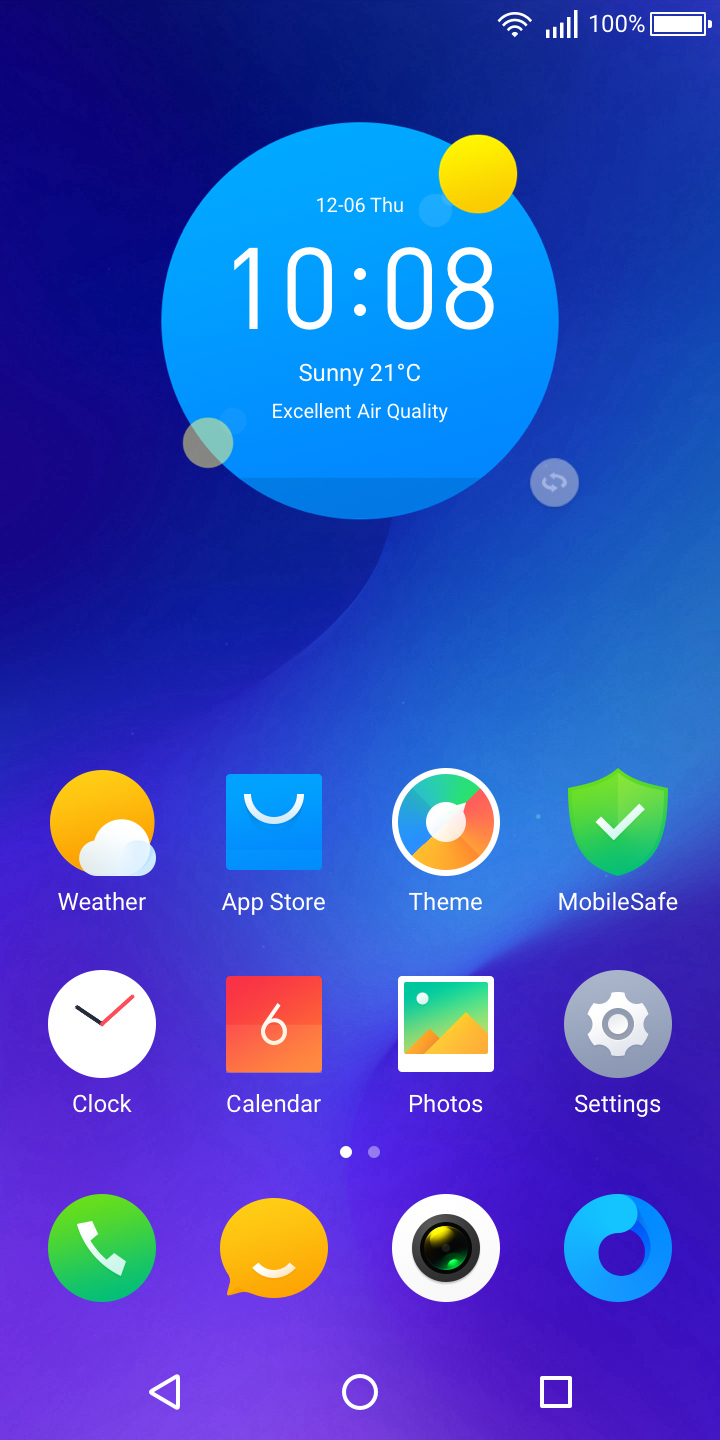 100%
12-06 Thu
10:08
Sunny 21°C
Excellent Air Quality
Weather App Store Theme MobileSafe
6
Clock Calendar Photos Settings